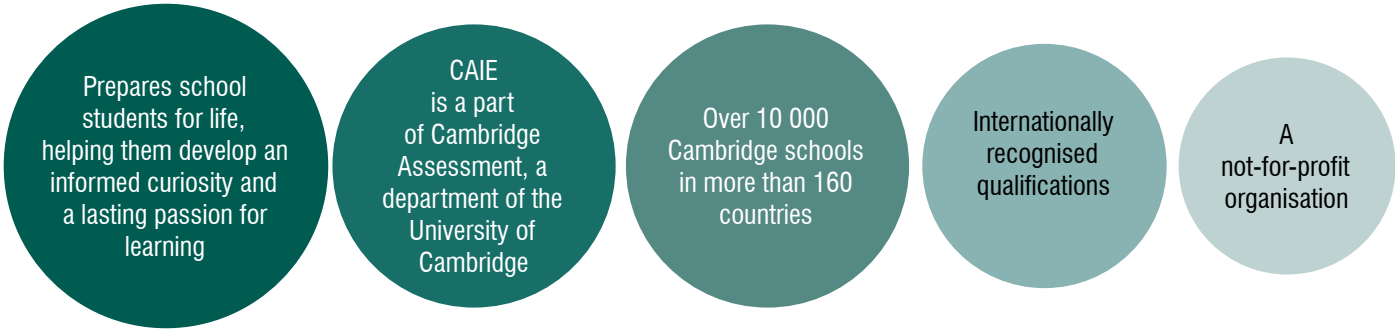 Prepares school
students for life,
helping them develop an
informed curiosity and
a lasting passion for
learning
CAIE
is a part
of Cambridge
Assessment, a
department of the
University of
Cambridge
Over 10 000
Cambridge schools
in more than 160
countries
Internationally
recognised
qualifications
A
not-for-profit
organisation